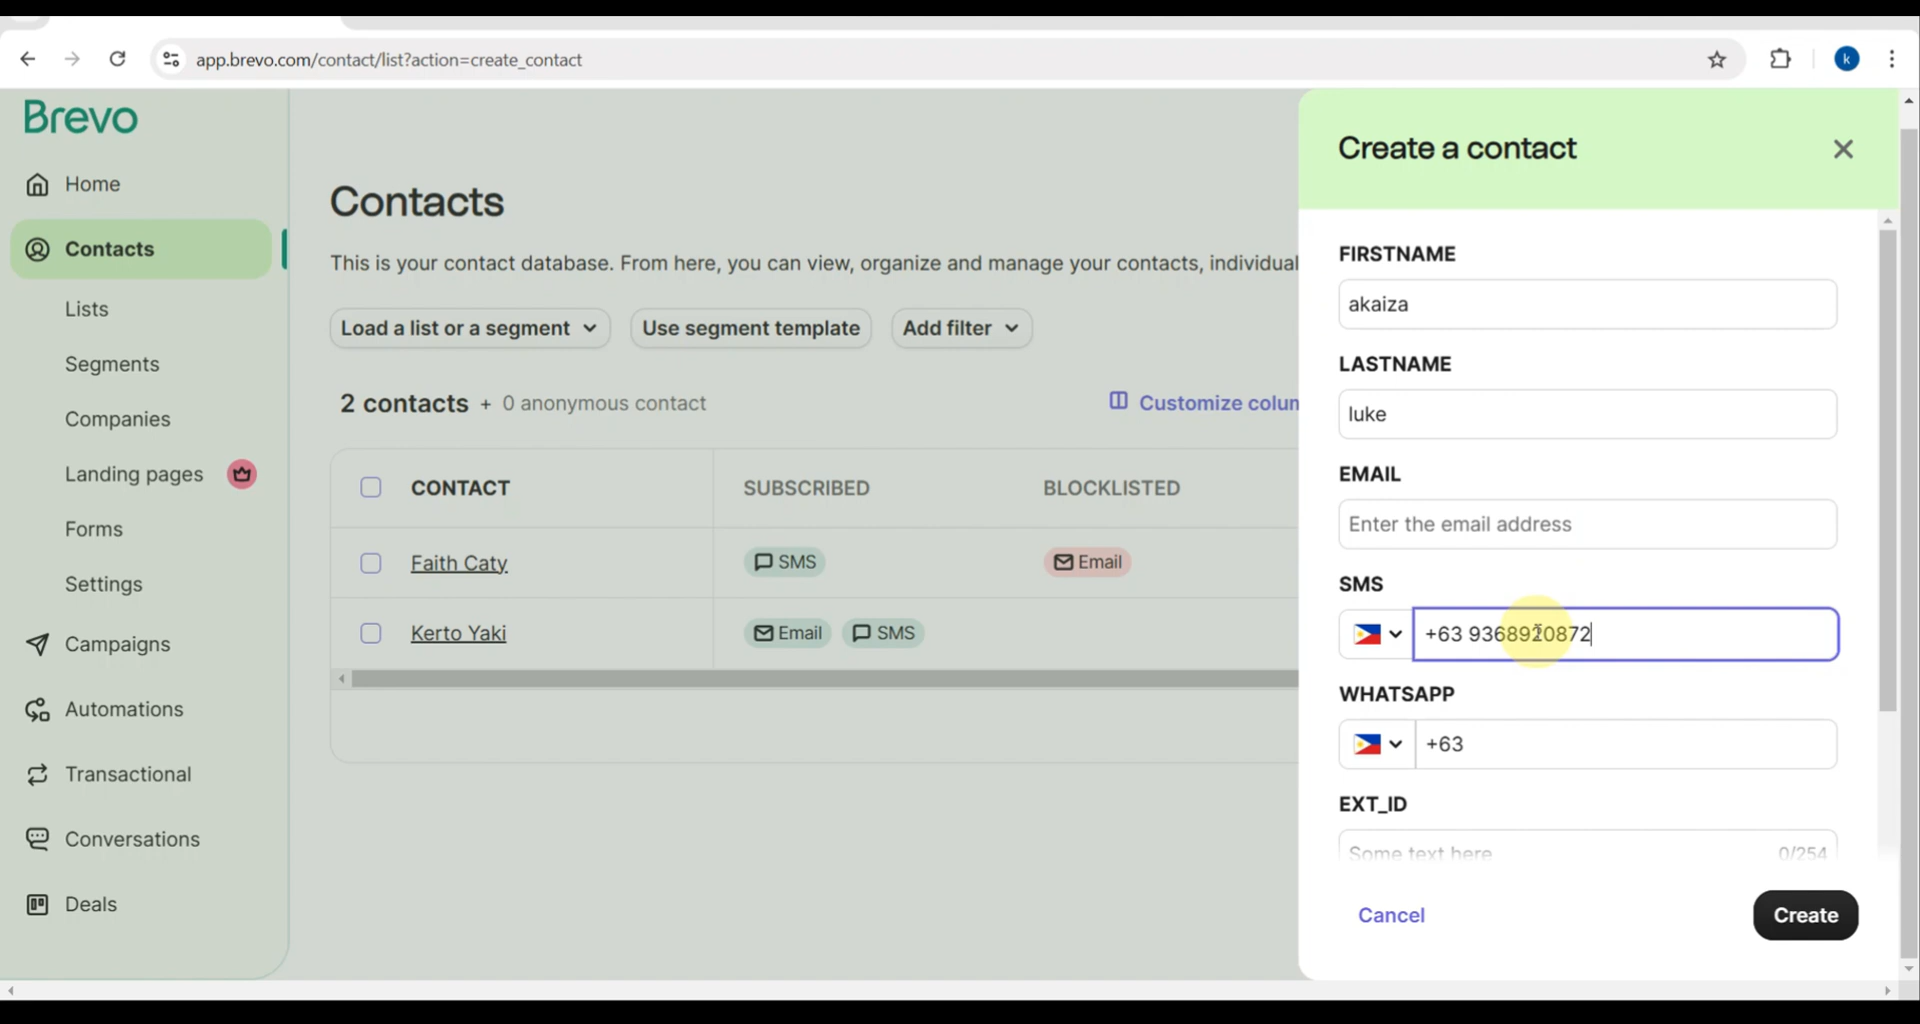 app.brevo.com/contact/list?action=create_contact
k
Brevo
Home
Contacts
Lists
Segments
Companies
Landing pages
Forms
Settings
Campaigns
Automations
Transactional
Conversations
Deals
Contacts
This is your contact database. From here, you can view, organize and manage your contacts, individual
Load a list or a segment
Use segment template
Add filter
2 contacts + 0 anonymous contact
Customize colum
CONTACT SUBSCRIBED BLOCKLISTED
Faith Caty SMS Email
Kerto Yaki Email SMS
Create a contact
FIRSTNAME
akaiza
LASTNAME
luke
EMAIL
Enter the email address
SMS
+63 9368920872
WHATSAPP
+63
EXT_ID
Some text here 0/254
Cancel
Create